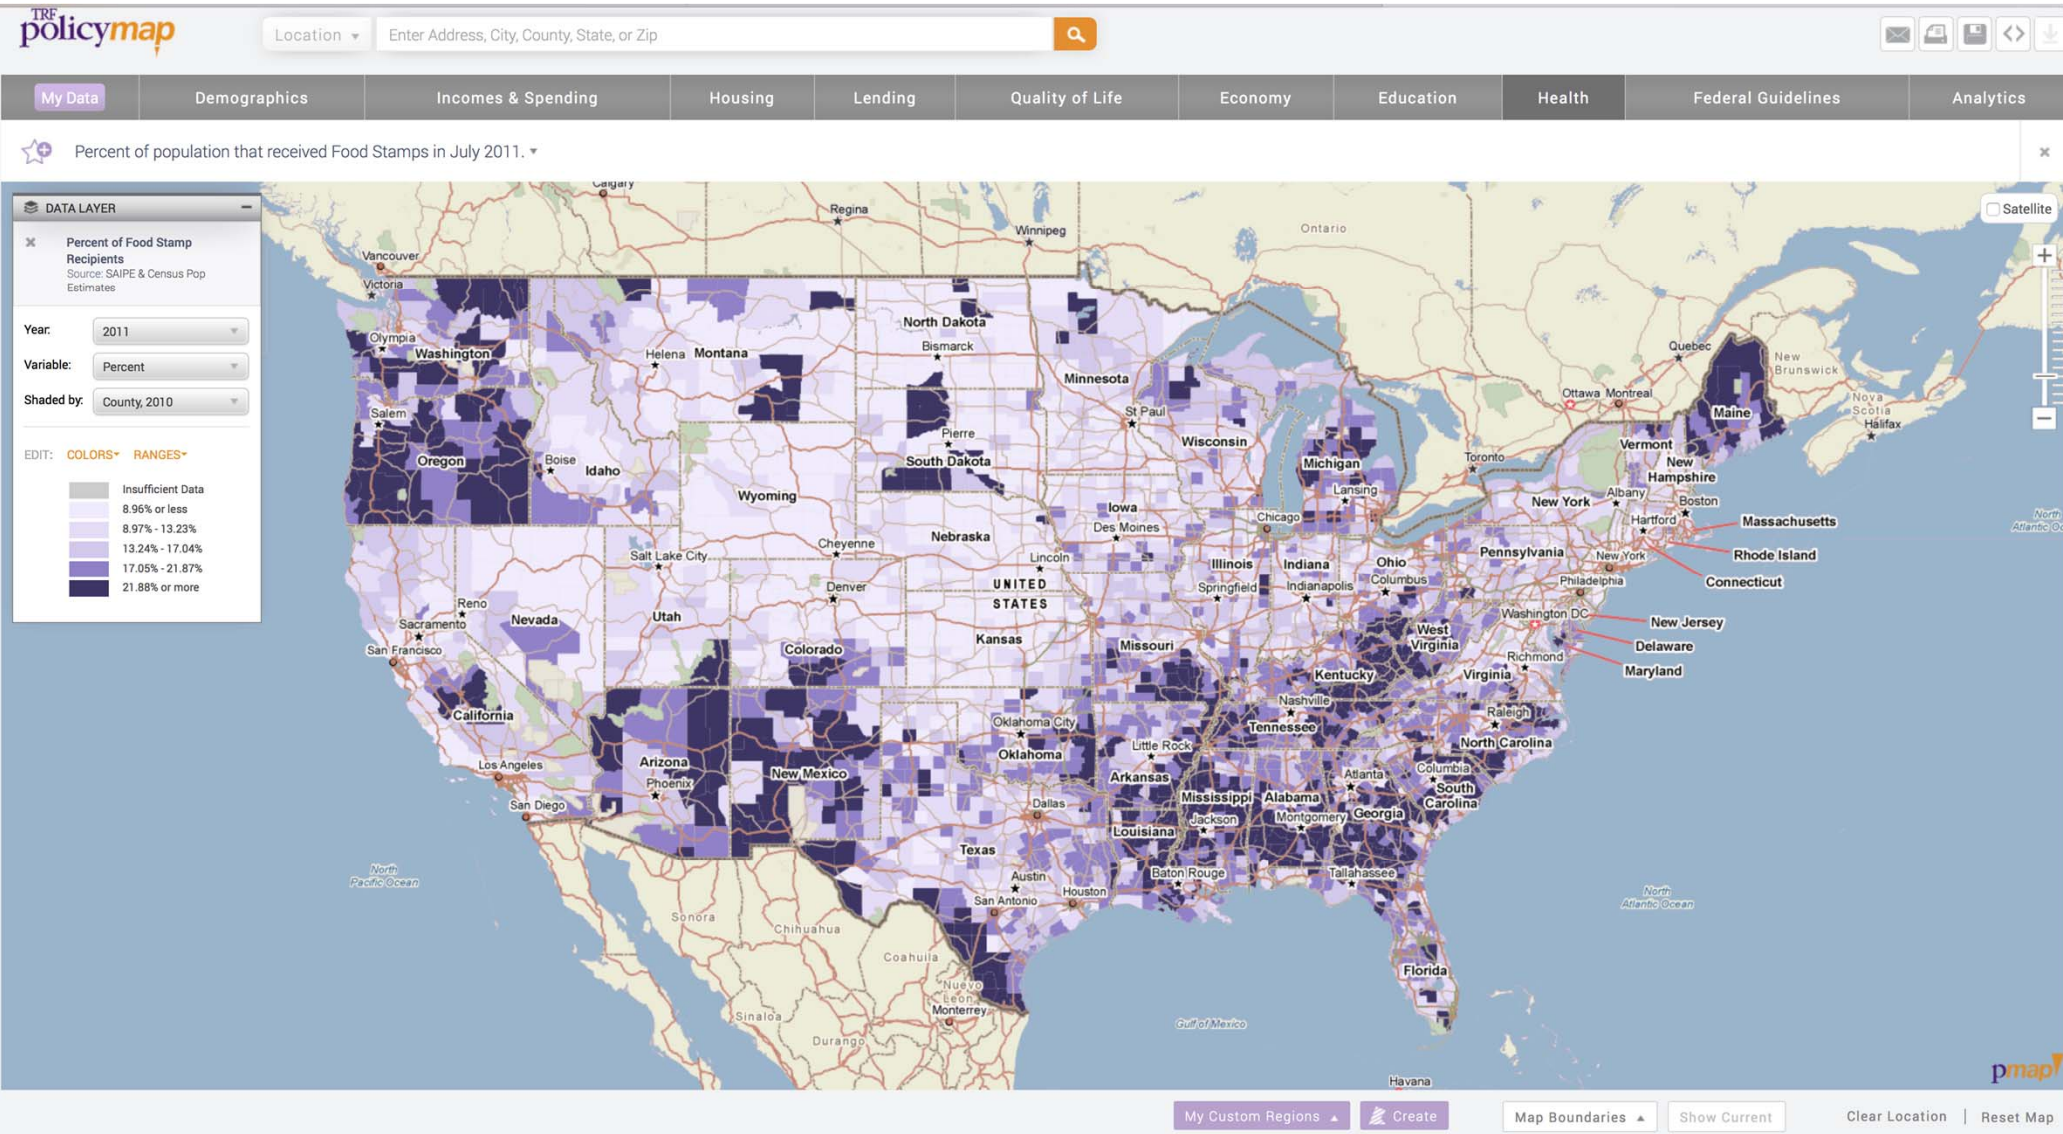 TRF
policymap
Location
Enter Address, City, County, State, or Zip
My Data
Demographics
Incomes & Spending
Housing
Lending
Quality of Life
Economy
Education
Health
Federal Guidelines
Analytics
Percent of population that received Food Stamps in July 2011.
DATA LAYER
Percent of Food Stamp
Recipients
Source: SAIPE & Census Pop
Estimates
Year:
2011
Variable:
Percent
Shaded by:
County, 2010
EDIT: COLORS RANGES
Insufficient Data
8.96% or less
8.97% - 13.23%
13.24% - 17.04%
17.05% - 21.87%
21.88% or more
Satellite
Calgary
Regina
Winnipeg
Ontario
Vancouver
Victoria
Olympia
Washington
Helena
Montana
North Dakota
Bismarck
Minnesota
St Paul
Quebec
New
Brunswick
Ottawa
Montreal
Maine
Nova
Scotia
Halifax
Salem
Oregon
Boise
Idaho
Pierre
South Dakota
Wisconsin
Michigan
Lansing
Toronto
Vermont
New
Hampshire
Wyoming
Iowa
Des Moines
Chicago
New York
Albany
Boston
Hartford
Massachusetts
North
Rhode Island
Connecticut
Salt Lake City
Cheyenne
Nebraska
Lincoln
Illinois
Springfield
Indiana
Indianapolis
Ohio
Columbus
Pennsylvania
New York
Philadelphia
Reno
Sacramento
San Francisco
Nevada
Utah
Denver
UNITED
STATES
Kansas
Colorado
Missouri
West
Virginia
Washington DC
New Jersey
Delaware
Maryland
Richmond
Virginia
Kentucky
Nashville
Tennessee
Raleigh
North Carolina
California
Los Angeles
San Diego
Arizona
Phoenix
New Mexico
Oklahoma City
Oklahoma
Little Rock
Arkansas
Atlanta
Columbia
South
Carolina
Mississippi
Alabama
Jackson
Montgomery
Georgia
Dallas
Louisiana
Texas
Austin
San Antonio
Houston
Baton Rouge
Tallahassee
Florida
North
Pacific Ocean
North
Atlantic Ocean
Sonora
Chihuahua
Coahuila
Nuevo
Leon
Monterrey
Sinaloa
Durango
Gulf of Mexico
Havana
pmap
My Custom Regions
Create
Map Boundaries
Show Current
Clear Location | Reset Map